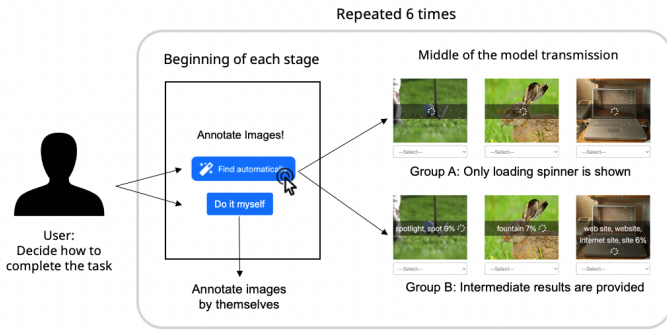 Repeated 6 times
Beginning of each stage
Middle of the model transmission
Annotate Images!
Find automatically
Do it myself
Annotate images
by themselves
User:
Decide how to
complete the task
---Select---
---Select---
---Select---
Group A: Only loading spinner is shown
spotlight, spot 9%
fountain 7%
web site, website,
internet site, site 6%
---Select---
---Select---
---Select---
Group B: Intermediate results are provided